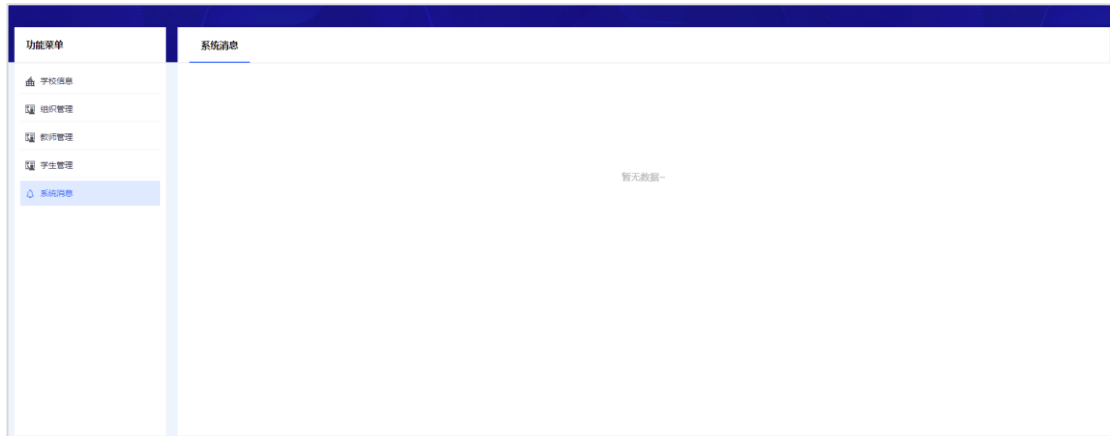 功能菜单
系统消息
学校信息
组织管理
教师管理
学生管理
系统消息
暂无数据~